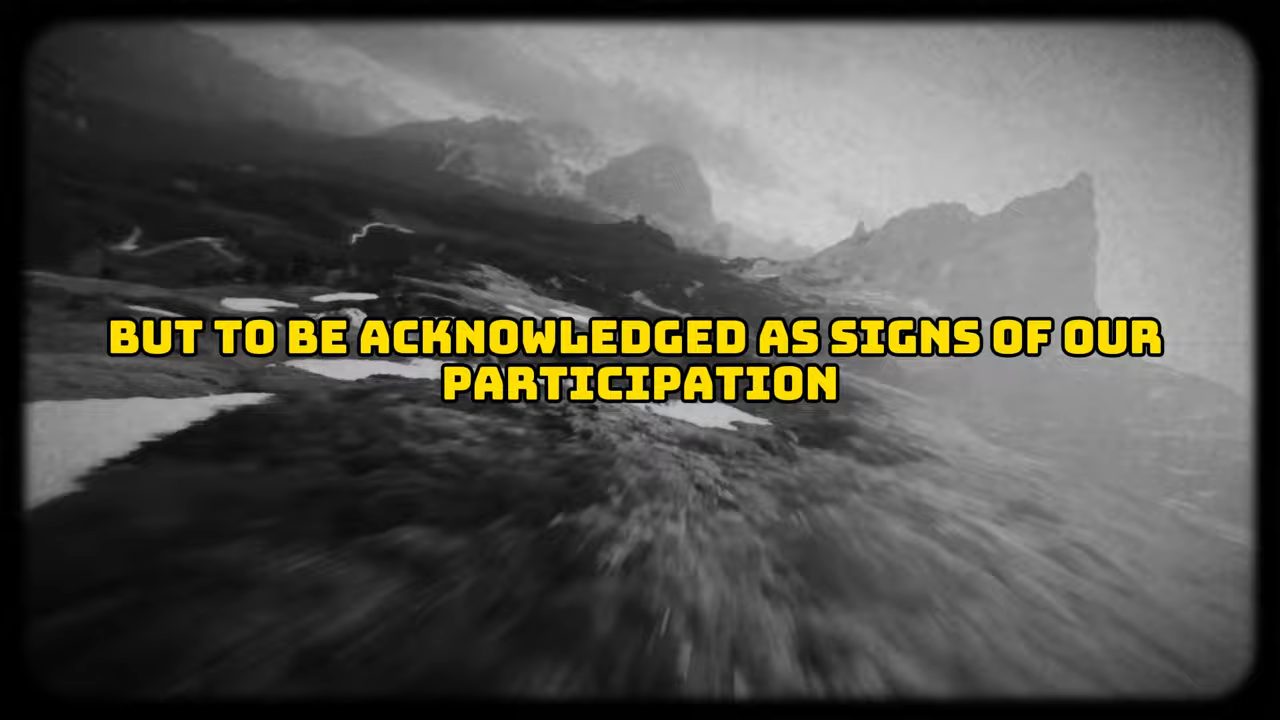 BUT TO BE ACKNOWLEDGED AS SIGNS OF OUR
PARTICIPATION